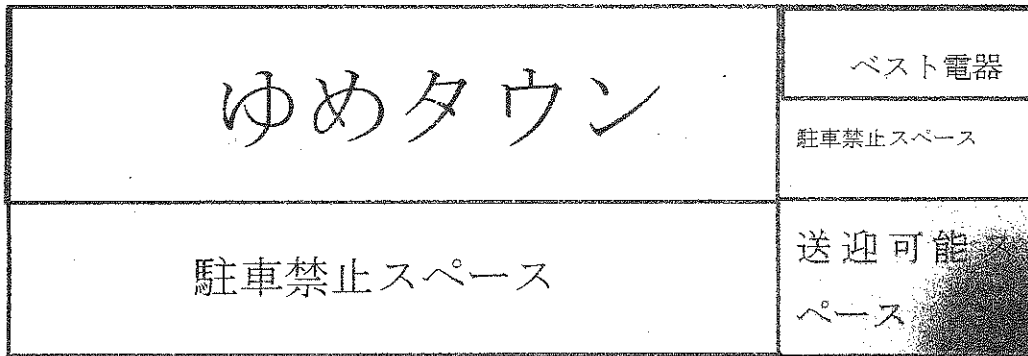 ゆめタウン
ベスト電器
駐車禁止スペース
駐車禁止スペース
送迎可能ス
ペース